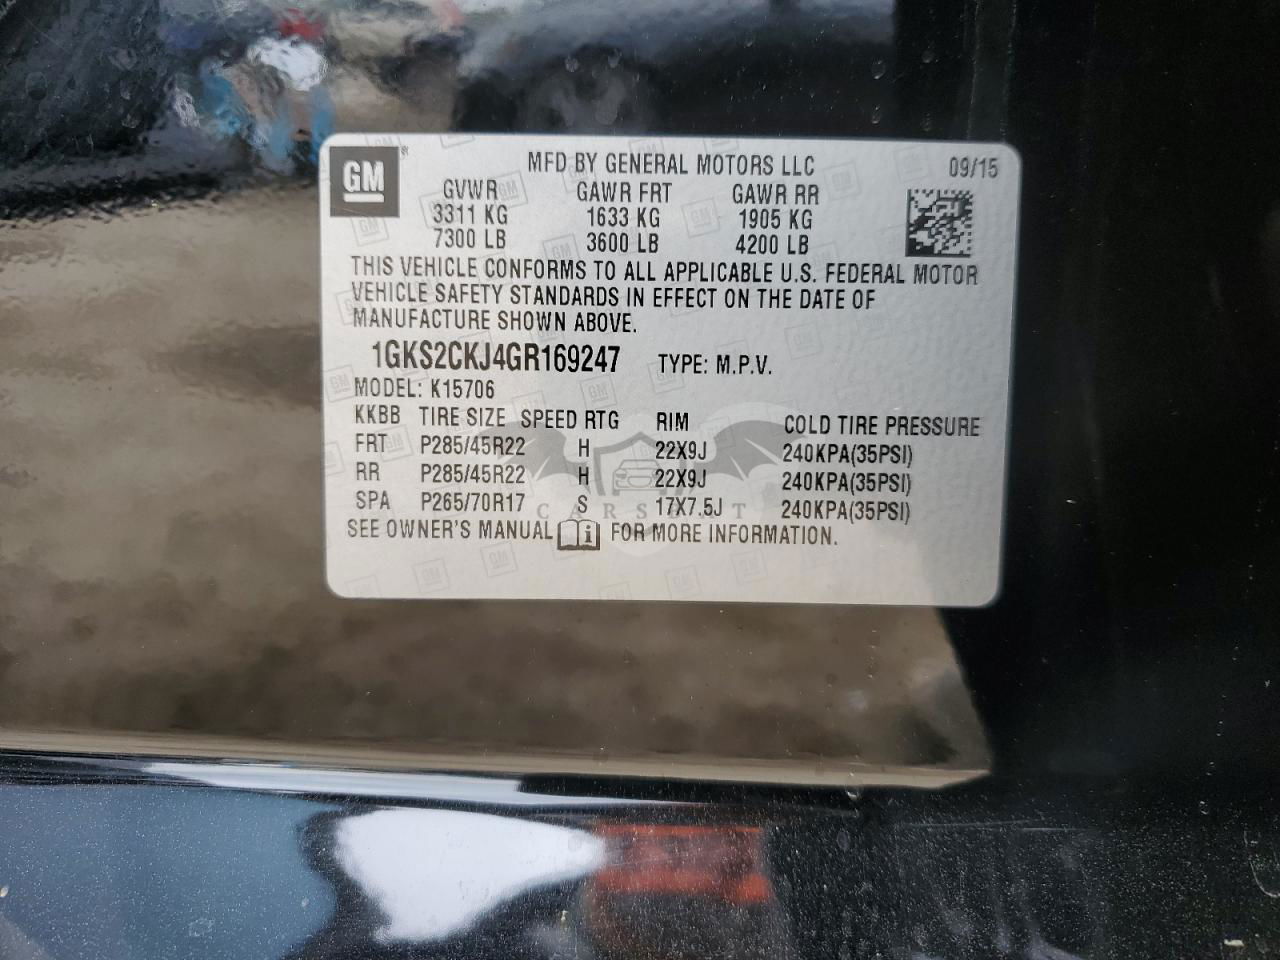 GM® MFD BY GENERAL MOTORS LLC 09/15
GVWR GAWR FRT GAWR RR
3311 KG 1633 KG 1905 KG
7300 LB 3600 LB 4200 LB
THIS VEHICLE CONFORMS TO ALL APPLICABLE U.S. FEDERAL MOTOR
VEHICLE SAFETY STANDARDS IN EFFECT ON THE DATE OF
MANUFACTURE SHOWN ABOVE.
1GKS2CKJ4GR169247 TYPE: M.P.V.
MODEL: K15706
KKBB TIRE SIZE SPEED RTG RIM COLD TIRE PRESSURE
FRT P285/45R22 H 22X9J 240KPA(35PSI)
RR P285/45R22 H 22X9J 240KPA(35PSI)
SPA P265/70R17 S 17X7.5J 240KPA(35PSI)
CARSBAT
SEE OWNER'S MANUAL i FOR MORE INFORMATION.